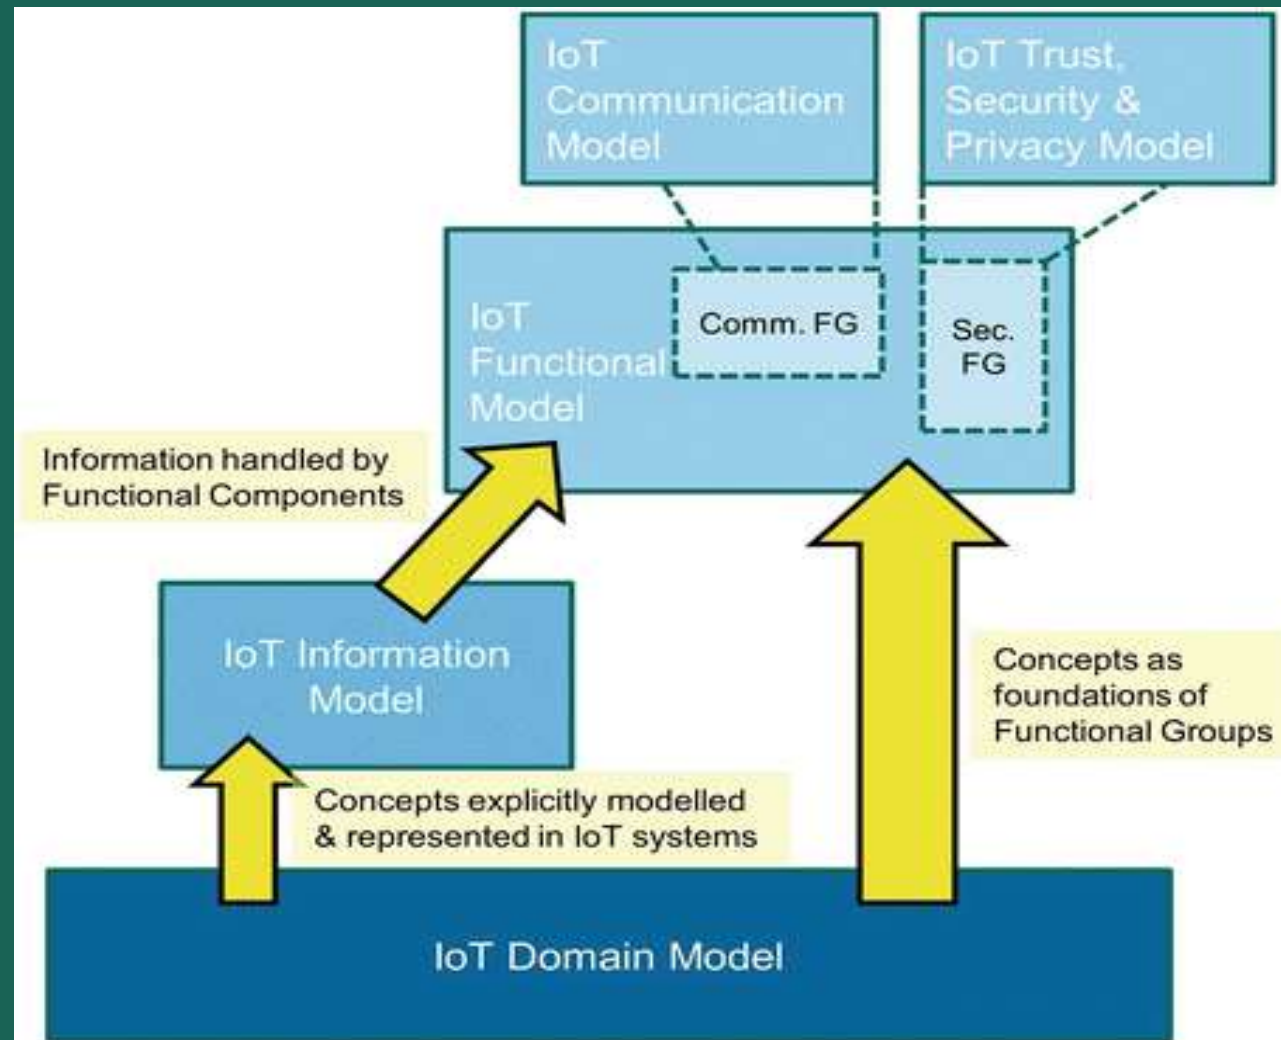 IoT
Communication
Model
IoT Trust,
Security &
Privacy Model
IoT
Functional
Model
Comm. FG
Sec.
FG
Information handled by
Functional Components
IoT Information
Model
Concepts as
foundations of
Functional Groups
Concepts explicitly modelled
& represented in IoT systems
IoT Domain Model